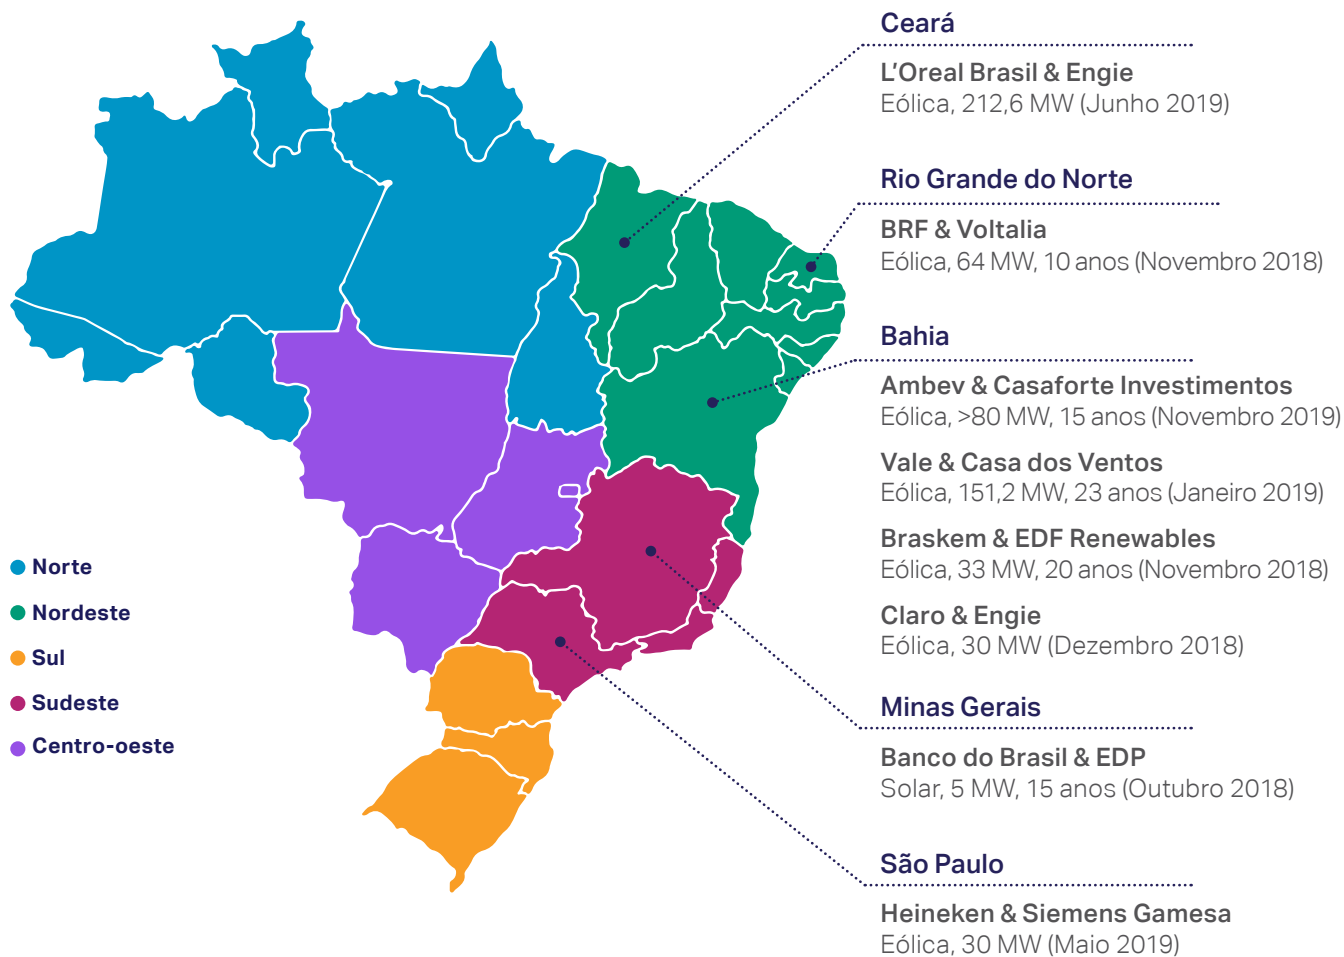 Ceará
L'Oreal Brasil & Engie
Eólica, 212,6 MW (Junho 2019)
Rio Grande do Norte
BRF & Voltalia
Eólica, 64 MW, 10 anos (Novembro 2018)
Bahia
Ambev & Casaforte Investimentos
Eólica, >80 MW, 15 anos (Novembro 2019)
Vale & Casa dos Ventos
Eólica, 151,2 MW, 23 anos (Janeiro 2019)
Braskem & EDF Renewables
Eólica, 33 MW, 20 anos (Novembro 2018)
Claro & Engie
Eólica, 30 MW (Dezembro 2018)
Minas Gerais
Banco do Brasil & EDP
Solar, 5 MW, 15 anos (Outubro 2018)
São Paulo
Heineken & Siemens Gamesa
Eólica, 30 MW (Maio 2019)
Norte
Nordeste
Sul
Sudeste
Centro-oeste